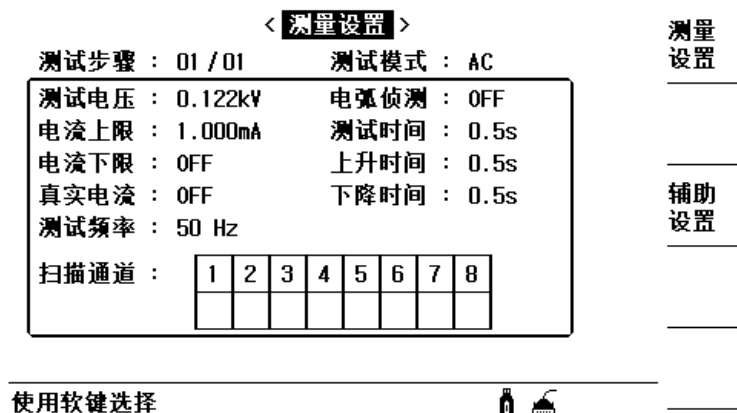 < 测量设置 >
测试步骤 : 01 / 01 测试模式 : AC
测试电压 : 0.122kV 电弧侦测 : OFF
电流上限 : 1.000mA 测试时间 : 0.5s
电流下限 : OFF 上升时间 : 0.5s
真实电流 : OFF 下降时间 : 0.5s
测试频率 : 50 Hz
扫描通道 : 1 2 3 4 5 6 7 8
使用软键选择
测量
设置
辅助
设置